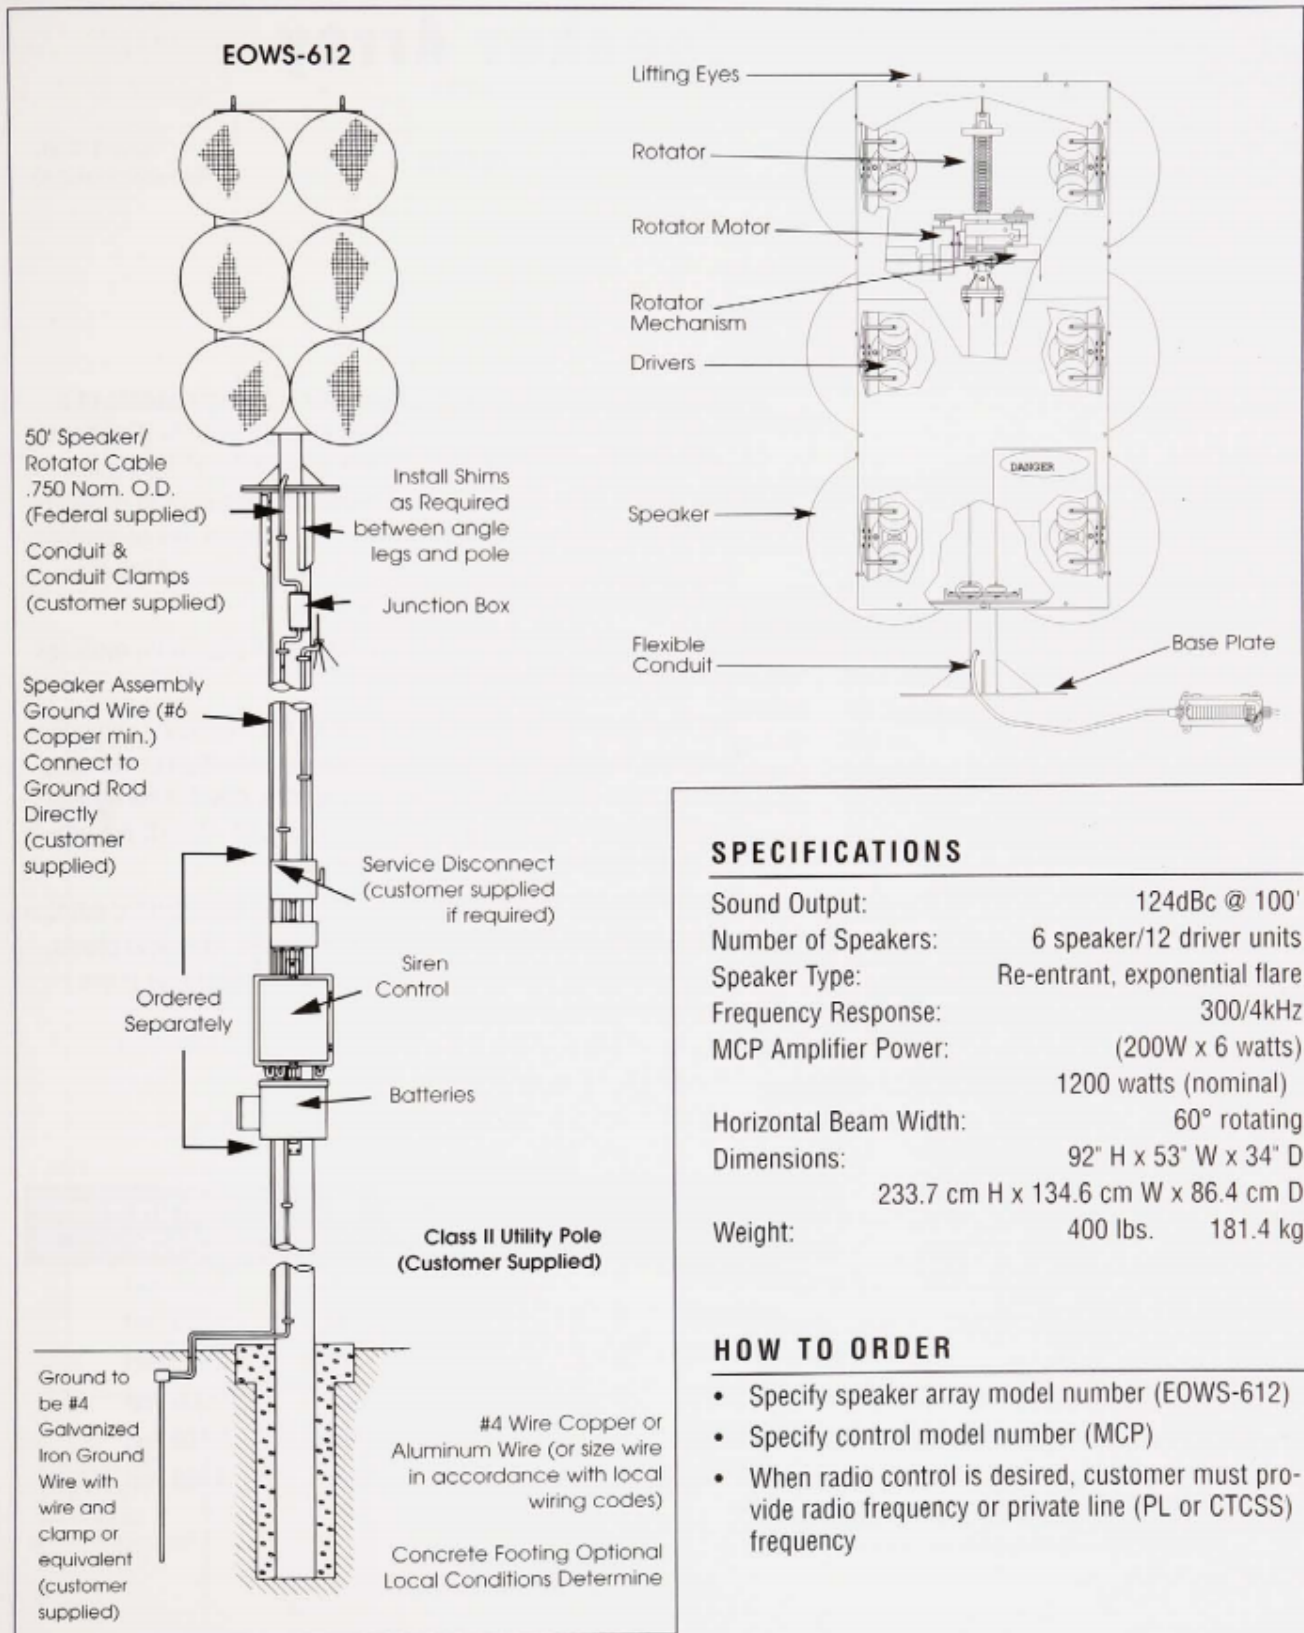 EOWS-612
50' Speaker/
Rotator Cable
.750 Nom. O.D.
(Federal supplied)
Conduit &
Conduit Clamps
(customer supplied)
Install Shims
as Required
between angle
legs and pole
Junction Box
Speaker Assembly
Ground Wire (#6
Copper min.)
Connect to
Ground Rod
Directly
(customer
supplied)
Service Disconnect
(customer supplied
if required)
Siren
Control
Ordered
Separately
Batteries
Class II Utility Pole
(Customer Supplied)
Ground to
be #4
Galvanized
Iron Ground
Wire with
wire and
clamp or
equivalent
(customer
supplied)
#4 Wire Copper or
Aluminum Wire (or size wire
in accordance with local
wiring codes)
Concrete Footing Optional
Local Conditions Determine
Lifting Eyes
Rotator
Rotator Motor
Rotator
Mechanism
Drivers
DANGER
Speaker
Flexible
Conduit
Base Plate
SPECIFICATIONS
Sound Output: 124dBc @ 100'
Number of Speakers: 6 speaker/12 driver units
Speaker Type: Re-entrant, exponential flare
Frequency Response: 300/4kHz
MCP Amplifier Power: (200W x 6 watts)
1200 watts (nominal)
Horizontal Beam Width: 60° rotating
Dimensions: 92" H x 53" W x 34" D
233.7 cm H x 134.6 cm W x 86.4 cm D
Weight: 400 lbs. 181.4 kg
HOW TO ORDER
• Specify speaker array model number (EOWS-612)
• Specify control model number (MCP)
• When radio control is desired, customer must pro-
vide radio frequency or private line (PL or CTCSS)
frequency